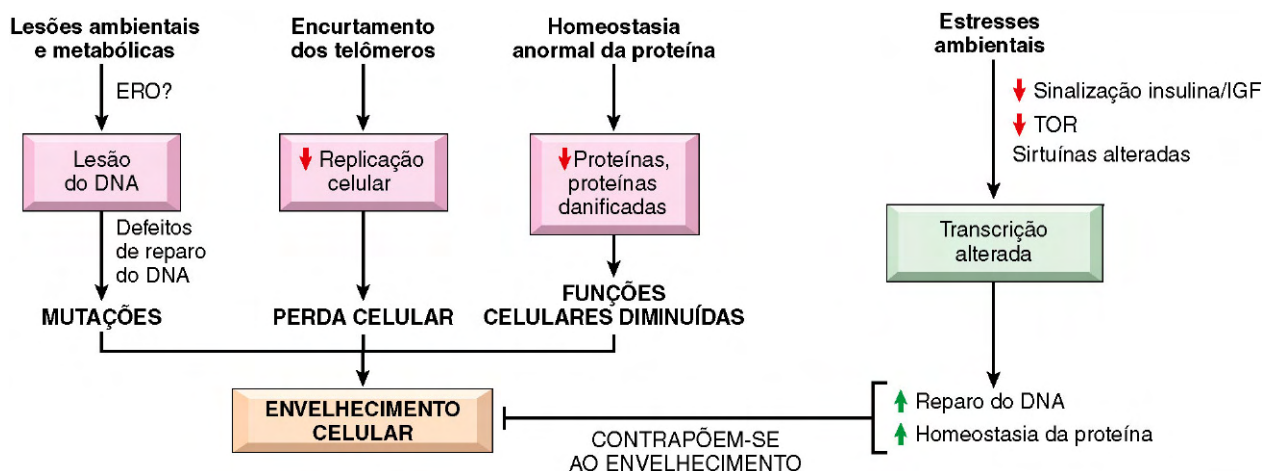 Lesões ambientais
e metabólicas
ERO?
Lesão
do DNA
Defeitos
de reparo
do DNA
MUTAÇÕES
Encurtamento
dos telômeros
Replicação
celular
PERDA CELULAR
Homeostasia
anormal da proteína
Proteínas,
proteínas
danificadas
FUNÇÕES
CELULARES DIMINUÍDAS
Estresses
ambientais
Sinalização insulina/IGF
TOR
Sirtuínas alteradas
Transcrição
alterada
Reparo do DNA
Homeostasia da proteína
CONTRAPÕEM-SE
AO ENVELHECIMENTO
ENVELHECIMENTO
CELULAR